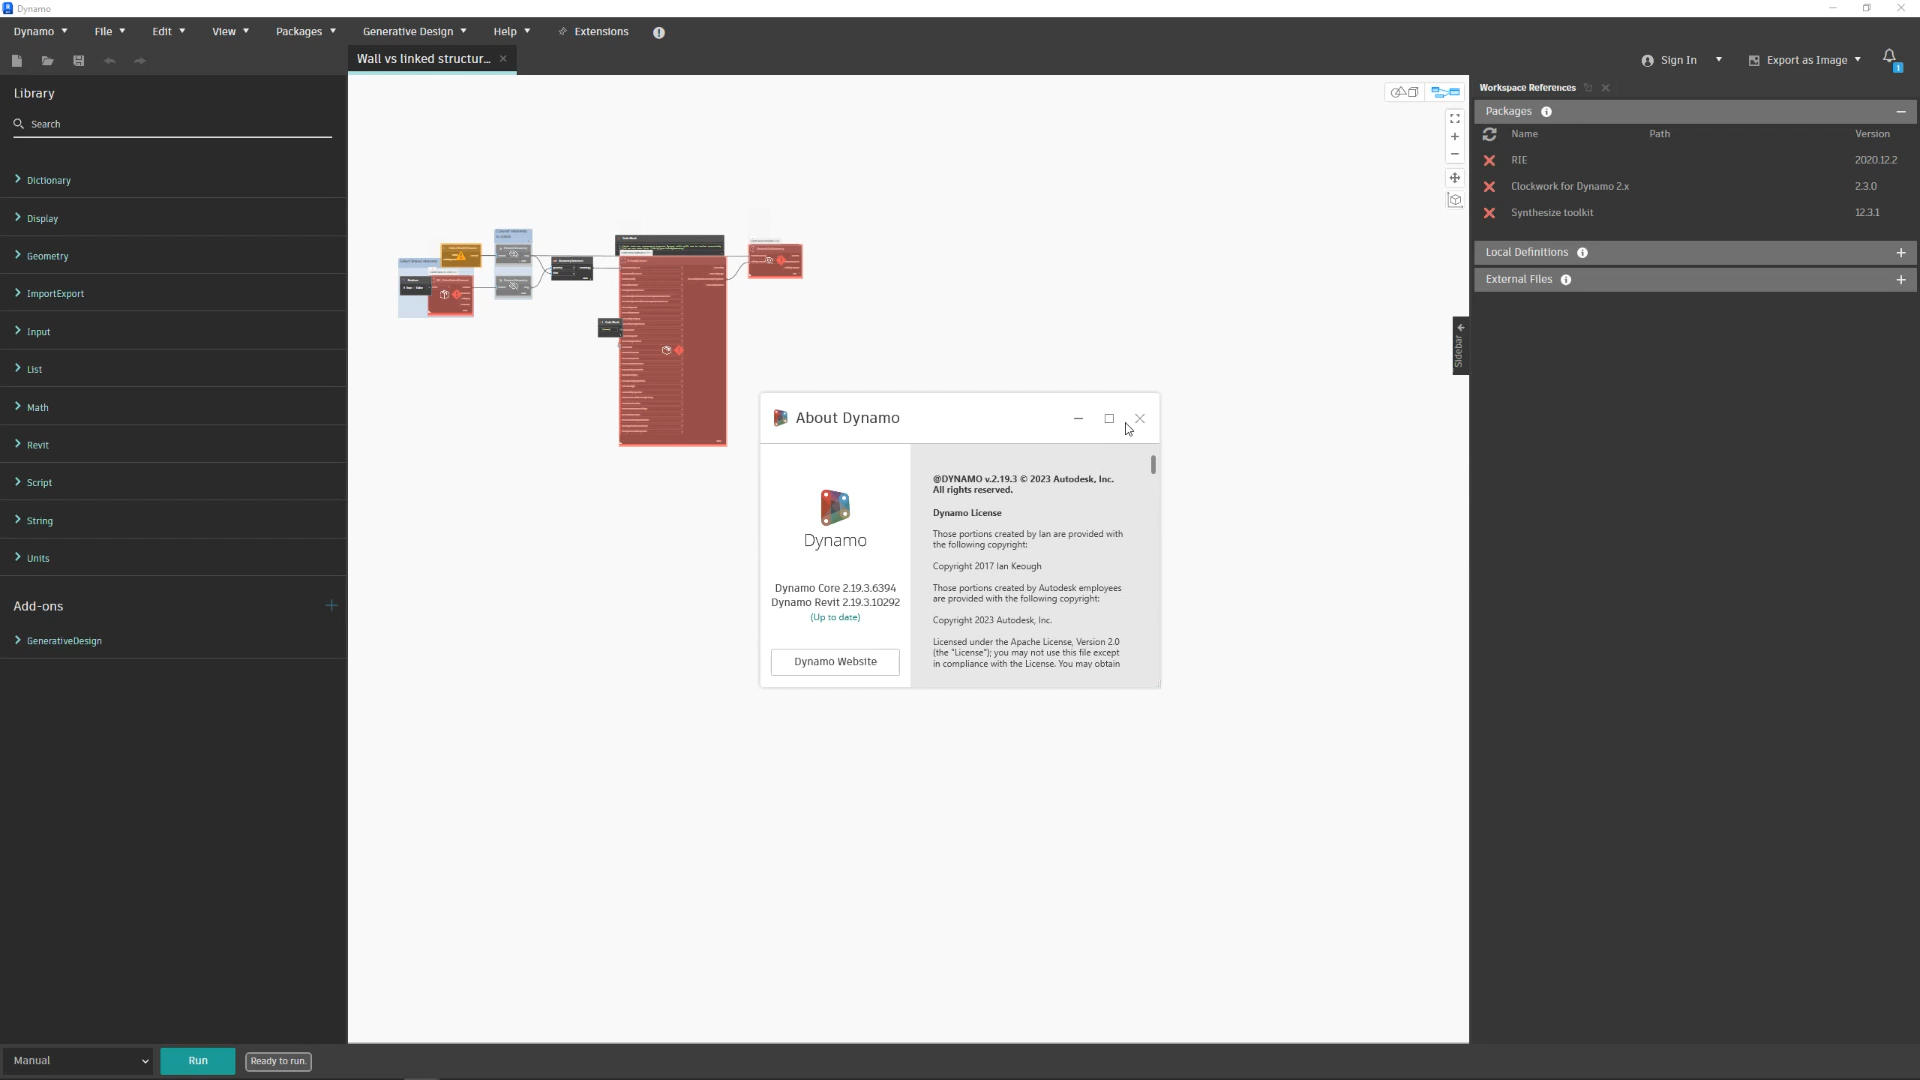 Dynamo
Dynamo File Edit View Packages Generative Design Help Extensions
Wall vs linked structur...
Sign In Export as Image 1
Library
Search
Dictionary
Display
Geometry
ImportExport
Input
List
Math
Revit
Script
String
Units
Add-ons
GenerativeDesign
Workspace References
Packages
Name Path Version
RIE 2020.12.2
Clockwork for Dynamo 2.x 2.3.0
Synthesize toolkit 12.3.1
Local Definitions
External Files
Sidebar
About Dynamo
Dynamo
Dynamo Core 2.19.3.6394
Dynamo Revit 2.19.3.10292
(Up to date)
Dynamo Website
@DYNAMO v.2.19.3 © 2023 Autodesk, Inc.
All rights reserved.
Dynamo License
Those portions created by Ian are provided with
the following copyright:
Copyright 2017 Ian Keough
Those portions created by Autodesk employees
are provided with the following copyright:
Copyright 2023 Autodesk, Inc.
Licensed under the Apache License, Version 2.0
(the "License"); you may not use this file except
in compliance with the License. You may obtain
Manual Run Ready to run.